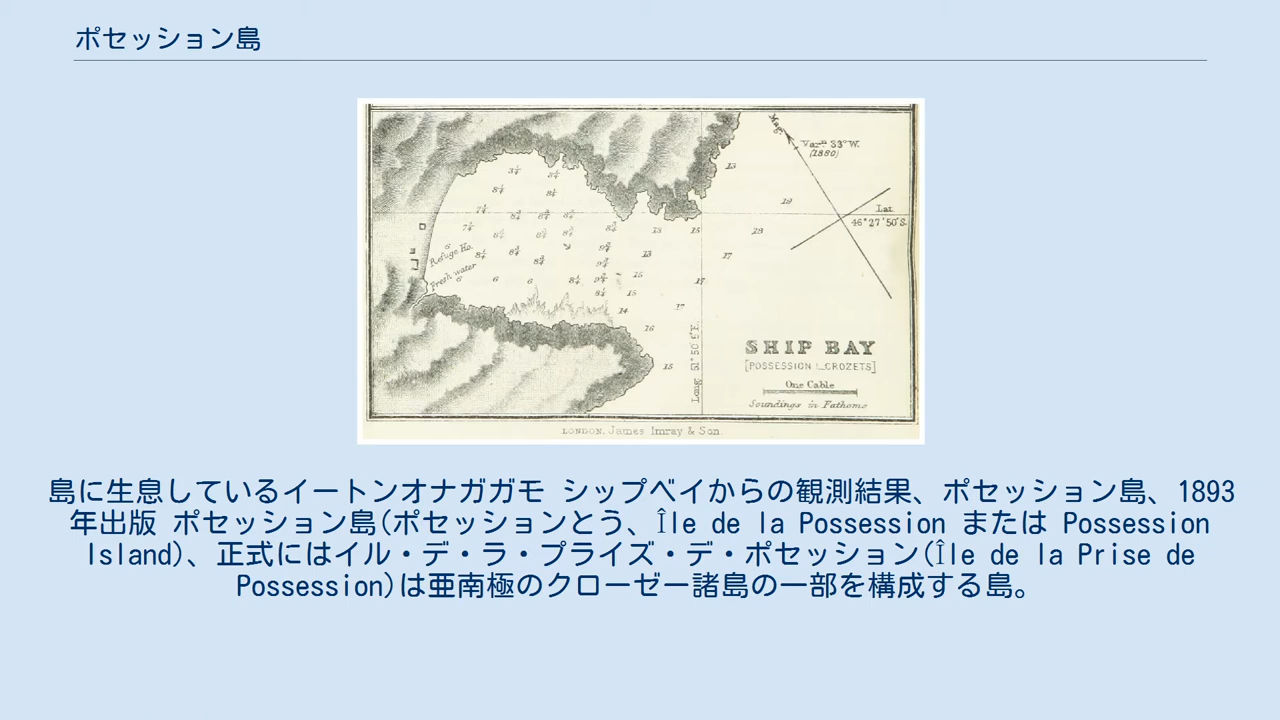 ポセッション島
Mag.
Varⁿ 33°W.
(1880)
Lat.
46°27'50"S.
Refuge Ho.
Fresh water
Long. 51°50'5"E.
SHIP BAY
[POSSESSION I._CROZETS]
One Cable
Soundings in Fathoms
LONDON, James Imray & Son.
島に生息しているイートンオナガガモ シップベイからの観測結果、ポセッション島、1893
年出版 ポセッション島(ポセッションとう、Île de la Possession または Possession
Island)、正式にはイル・デ・ラ・プライズ・デ・ポセッション(Île de la Prise de
Possession)は亜南極のクローゼー諸島の一部を構成する島。